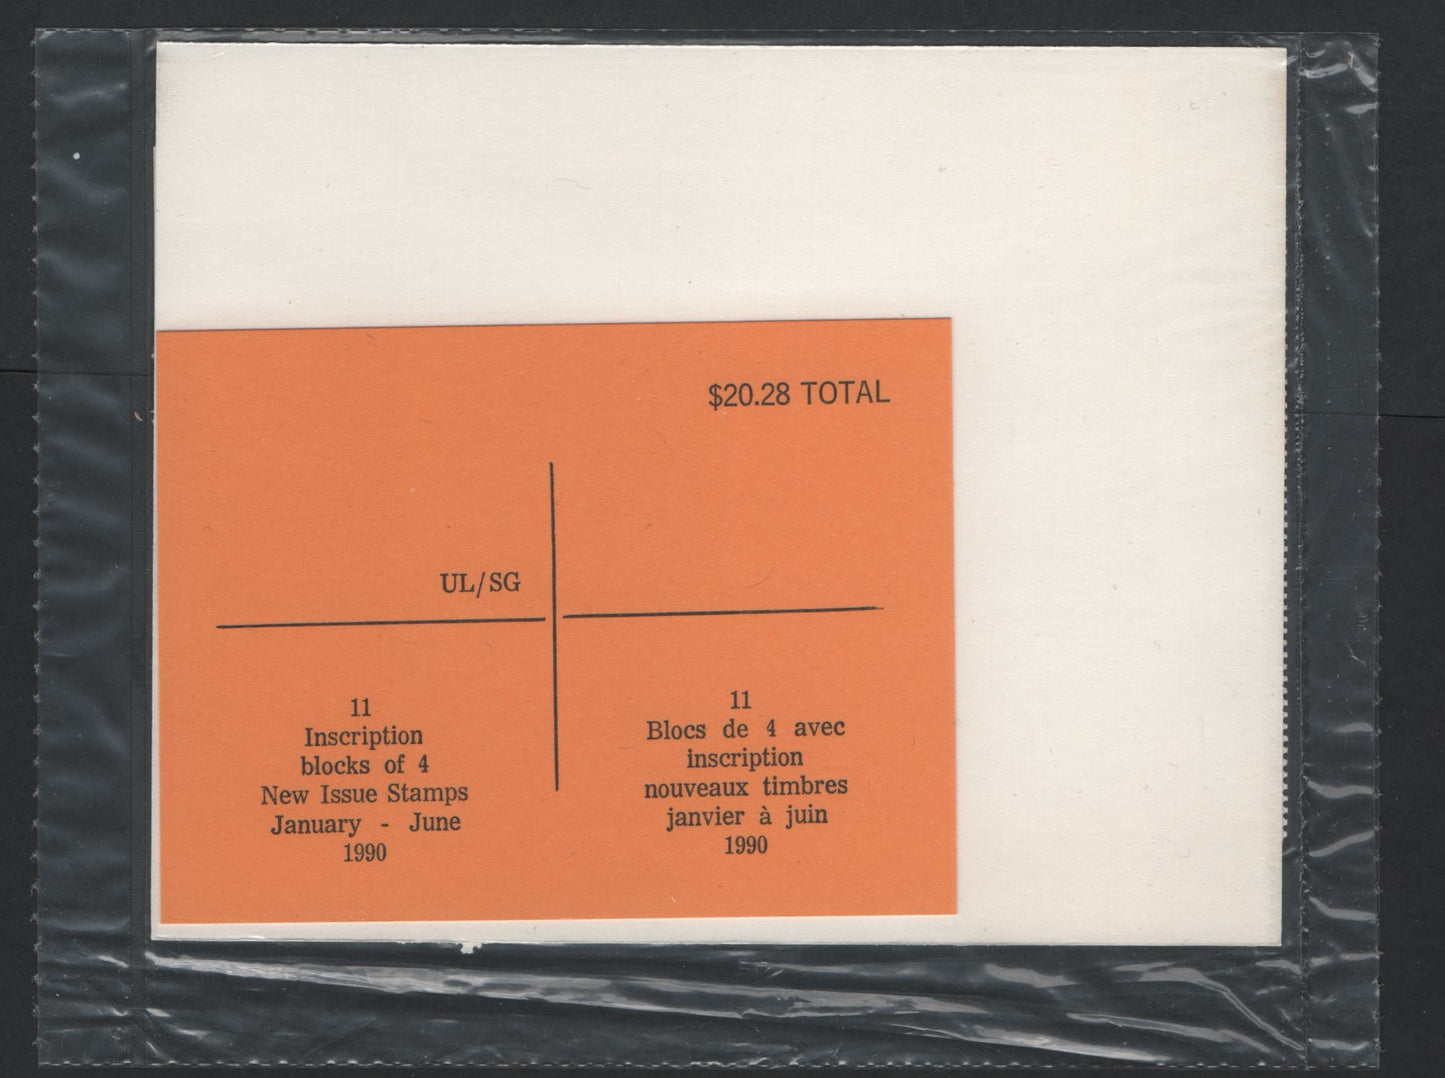 $20.28 TOTAL
UL/SG
11
Inscription
blocks of 4
New Issue Stamps
January - June
1990
11
Blocs de 4 avec
inscription
nouveaux timbres
janvier à juin
1990